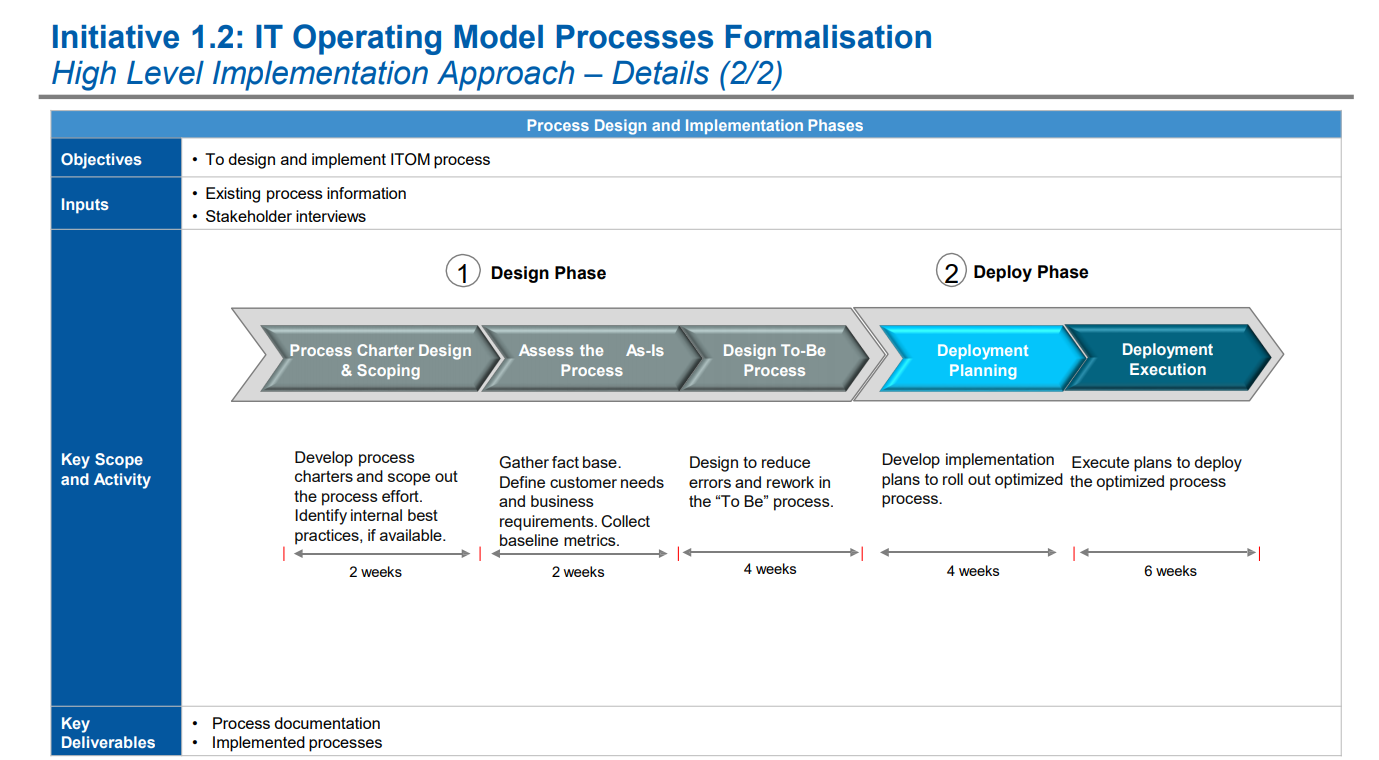 Initiative 1.2: IT Operating Model Processes Formalisation
High Level Implementation Approach – Details (2/2)
Process Design and Implementation Phases
Objectives
• To design and implement ITOM process
Inputs
• Existing process information
• Stakeholder interviews
Key Scope
and Activity
1 Design Phase
2 Deploy Phase
Process Charter Design
& Scoping
Assess the As-Is
Process
Design To-Be
Process
Deployment
Planning
Deployment
Execution
Develop process
charters and scope out
the process effort.
Identify internal best
practices, if available.
Gather fact base.
Define customer needs
and business
requirements. Collect
baseline metrics.
Design to reduce
errors and rework in
the “To Be” process.
Develop implementation
plans to roll out optimized
process.
Execute plans to deploy
the optimized process
2 weeks
2 weeks
4 weeks
4 weeks
6 weeks
Key
Deliverables
• Process documentation
• Implemented processes